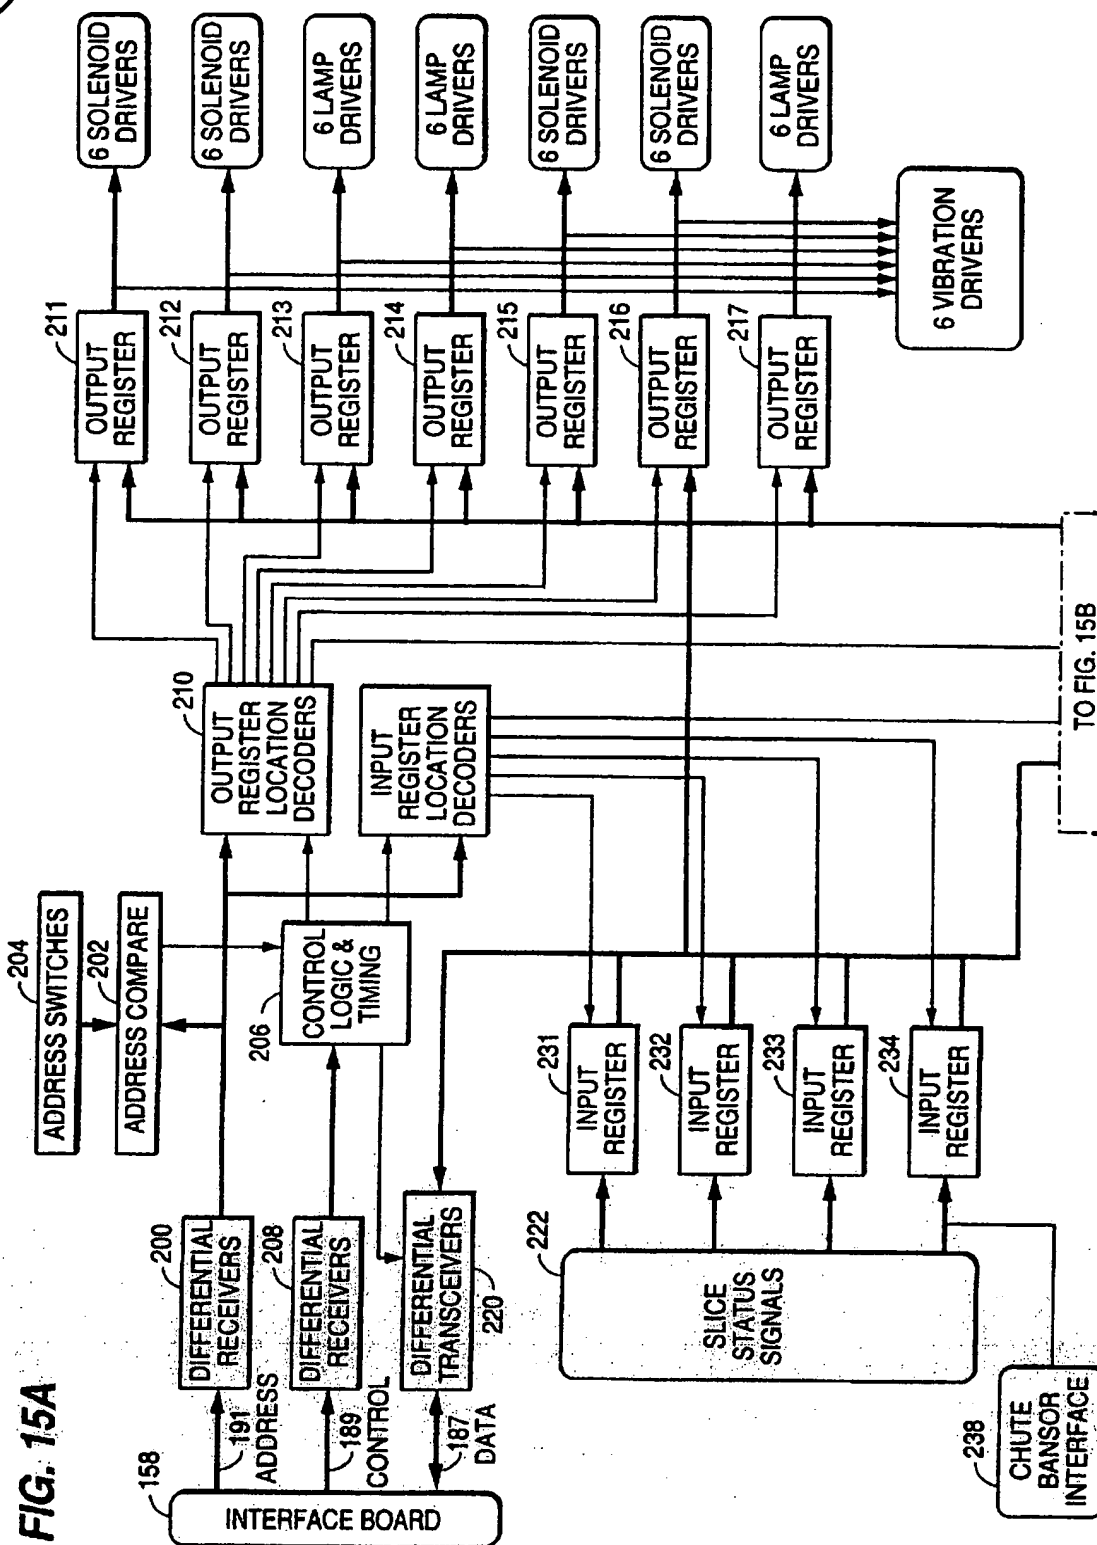 FIG. 15A
158
INTERFACE BOARD
191
ADDRESS
189
CONTROL
187
DATA
200
DIFFERENTIAL
RECEIVERS
208
DIFFERENTIAL
RECEIVERS
DIFFERENTIAL
TRANSCEIVERS
220
204
ADDRESS SWITCHES
202
ADDRESS COMPARE
206
CONTROL
LOGIC &
TIMING
210
OUTPUT
REGISTER
LOCATION
DECODERS
INPUT
REGISTER
LOCATION
DECODERS
211
OUTPUT
REGISTER
212
OUTPUT
REGISTER
213
OUTPUT
REGISTER
214
OUTPUT
REGISTER
215
OUTPUT
REGISTER
216
OUTPUT
REGISTER
217
OUTPUT
REGISTER
6 SOLENOID
DRIVERS
6 SOLENOID
DRIVERS
6 LAMP
DRIVERS
6 LAMP
DRIVERS
6 SOLENOID
DRIVERS
6 SOLENOID
DRIVERS
6 LAMP
DRIVERS
6 VIBRATION
DRIVERS
222
SLICE
STATUS
SIGNALS
231
INPUT
REGISTER
232
INPUT
REGISTER
233
INPUT
REGISTER
234
INPUT
REGISTER
238
CHUTE
BANSOR
INTERFACE
TO FIG. 15B